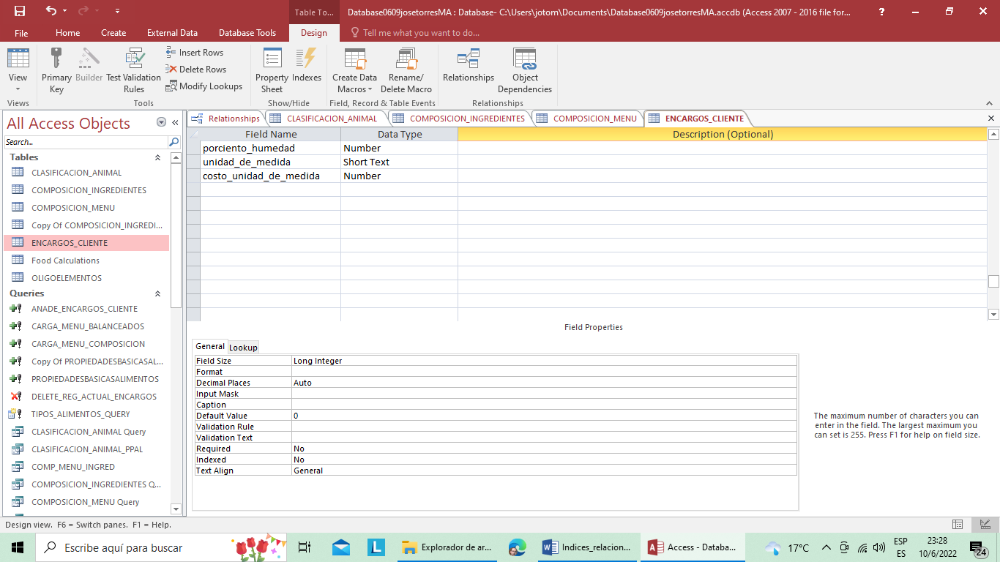 Table To...
Database0609josetorresMA : Database- C:\Users\jotom\Documents\Database0609josetorresMA.accdb (Access 2007 - 2016 file for...
?
File
Home
Create
External Data
Database Tools
Design
Tell me what you want to do...
View
Primary Key
Builder
Test Validation Rules
Insert Rows
Delete Rows
Modify Lookups
Property Sheet
Indexes
Create Data Macros
Rename/ Delete Macro
Relationships
Object Dependencies
Views
Tools
Show/Hide
Field, Record & Table Events
Relationships
All Access Objects
Search...
Tables
CLASIFICACION_ANIMAL
COMPOSICION_INGREDIENTES
COMPOSICION_MENU
Copy Of COMPOSICION_INGREDI...
ENCARGOS_CLIENTE
Food Calculations
OLIGOELEMENTOS
Queries
ANADE_ENCARGOS_CLIENTE
CARGA_MENU_BALANCEADOS
CARGA_MENU_COMPOSICION
Copy Of PROPIEDADESBASICASAL...
PROPIEDADESBASICASALIMENTOS
DELETE_REG_ACTUAL_ENCARGOS
TIPOS_ALIMENTOS_QUERY
CLASIFICACION_ANIMAL Query
CLASIFICACION_ANIMAL_PPAL
COMP_MENU_INGRED
COMPOSICION_INGREDIENTES Q...
COMPOSICION_MENU Query
Relationships
CLASIFICACION_ANIMAL
COMPOSICION_INGREDIENTES
COMPOSICION_MENU
ENCARGOS_CLIENTE
Field Name Data Type Description (Optional)
porciento_humedad Number
unidad_de_medida Short Text
costo_unidad_de_medida Number
Field Properties
General Lookup
Field Size Long Integer
Format
Decimal Places Auto
Input Mask
Caption
Default Value 0
Validation Rule
Validation Text
Required No
Indexed No
Text Align General
The maximum number of characters you can
enter in the field. The largest maximum you
can set is 255. Press F1 for help on field size.
Design view. F6 = Switch panes. F1 = Help.
Escribe aquí para buscar
L
Explorador de ar...
Indices_relacion...
Access - Databa...
17°C
ESP
ES
23:28
10/6/2022
24